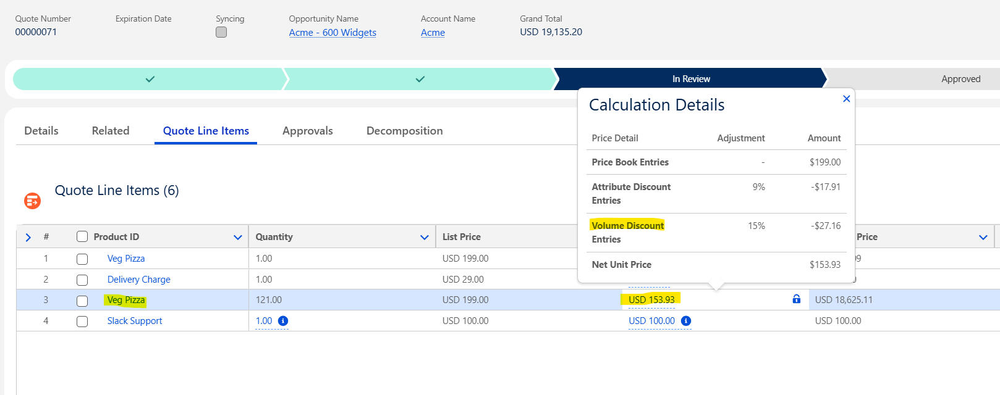 Quote Number Expiration Date Syncing Opportunity Name Account Name Grand Total
00000071 Acme - 600 Widgets Acme USD 19,135.20
In Review Approved
Calculation Details
Details Related Quote Line Items Approvals Decomposition
Price Detail Adjustment Amount
Price Book Entries - $199.00
Attribute Discount 9% -$17.91
Entries
Volume Discount 15% -$27.16
Entries
Net Unit Price $153.93
Quote Line Items (6)
# Product ID Quantity List Price Price
1 Veg Pizza 1.00 USD 199.00
2 Delivery Charge 1.00 USD 29.00
3 Veg Pizza 121.00 USD 199.00 USD 153.93 USD 18,625.11
4 Slack Support 1.00 USD 100.00 USD 100.00 USD 100.00